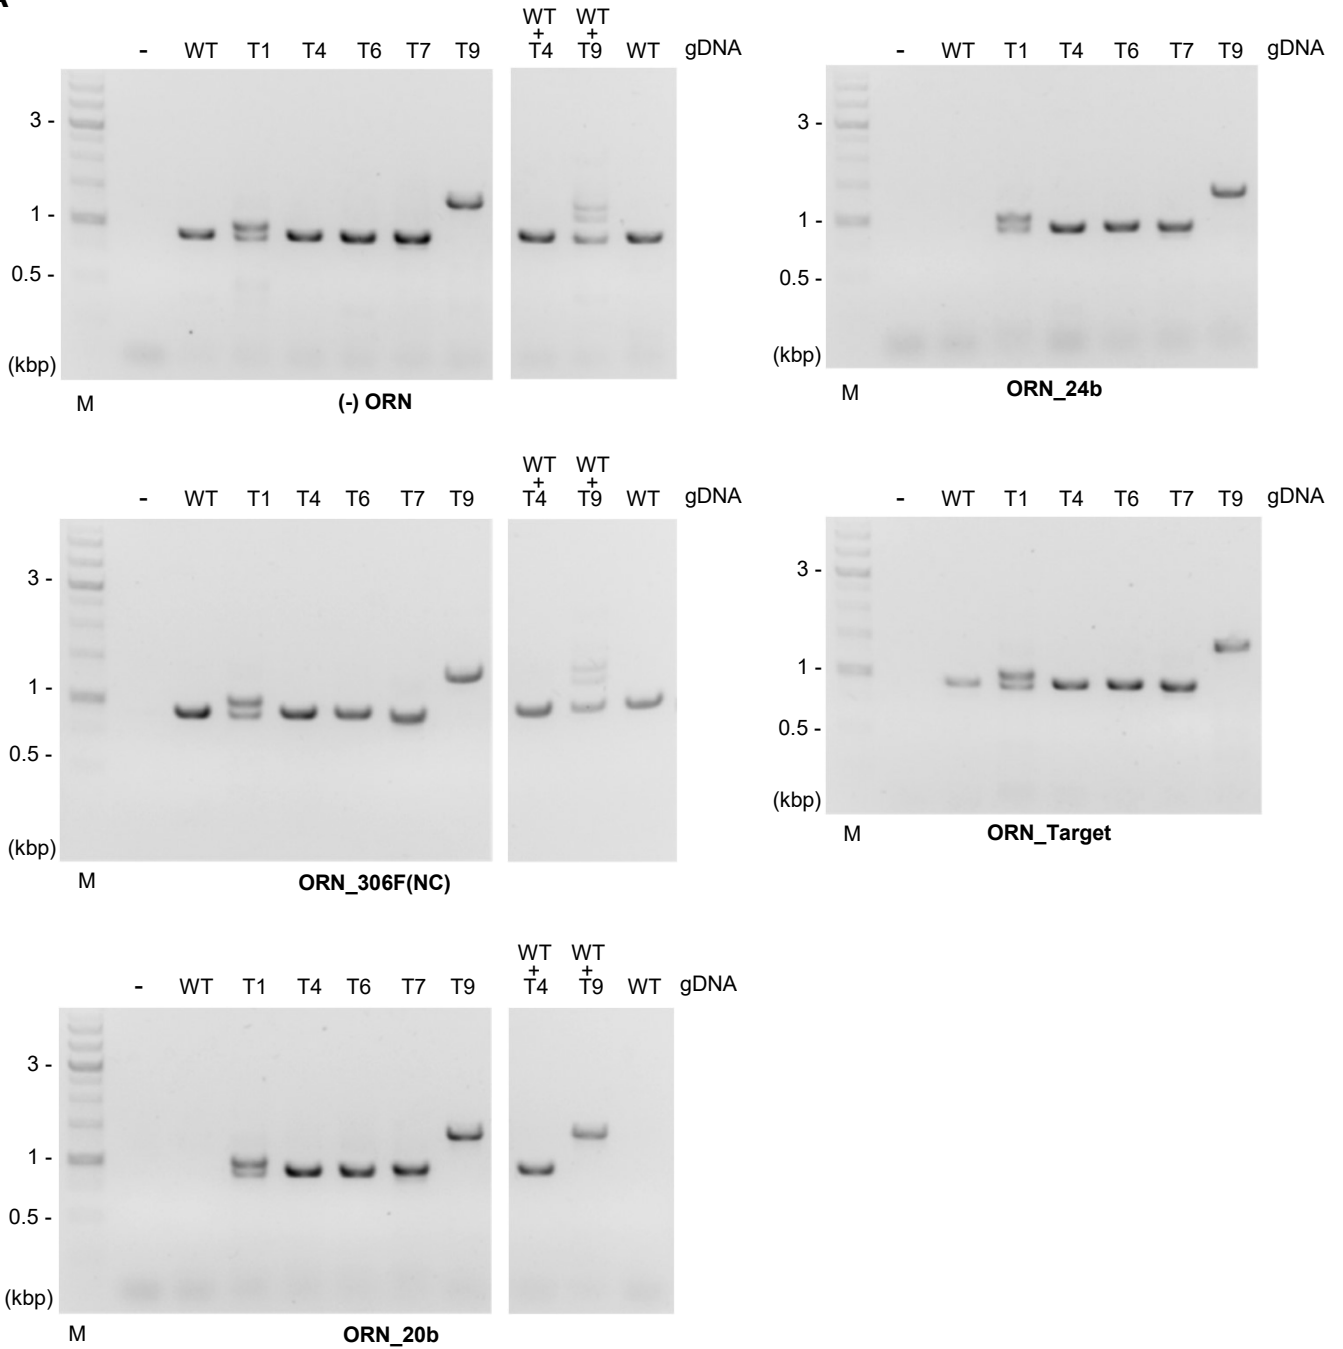 A
WT WT
+ +
- WT T1 T4 T6 T7 T9 T4 T9 WT gDNA
3 -
1 -
0.5 -
(kbp)
M (-) ORN
- WT T1 T4 T6 T7 T9 gDNA
3 -
1 -
0.5 -
(kbp)
M ORN_24b
WT WT
+ +
- WT T1 T4 T6 T7 T9 T4 T9 WT gDNA
3 -
1 -
0.5 -
(kbp)
M ORN_306F(NC)
- WT T1 T4 T6 T7 T9 gDNA
3 -
1 -
0.5 -
(kbp)
M ORN_Target
WT WT
+ +
- WT T1 T4 T6 T7 T9 T4 T9 WT gDNA
3 -
1 -
0.5 -
(kbp)
M ORN_20b